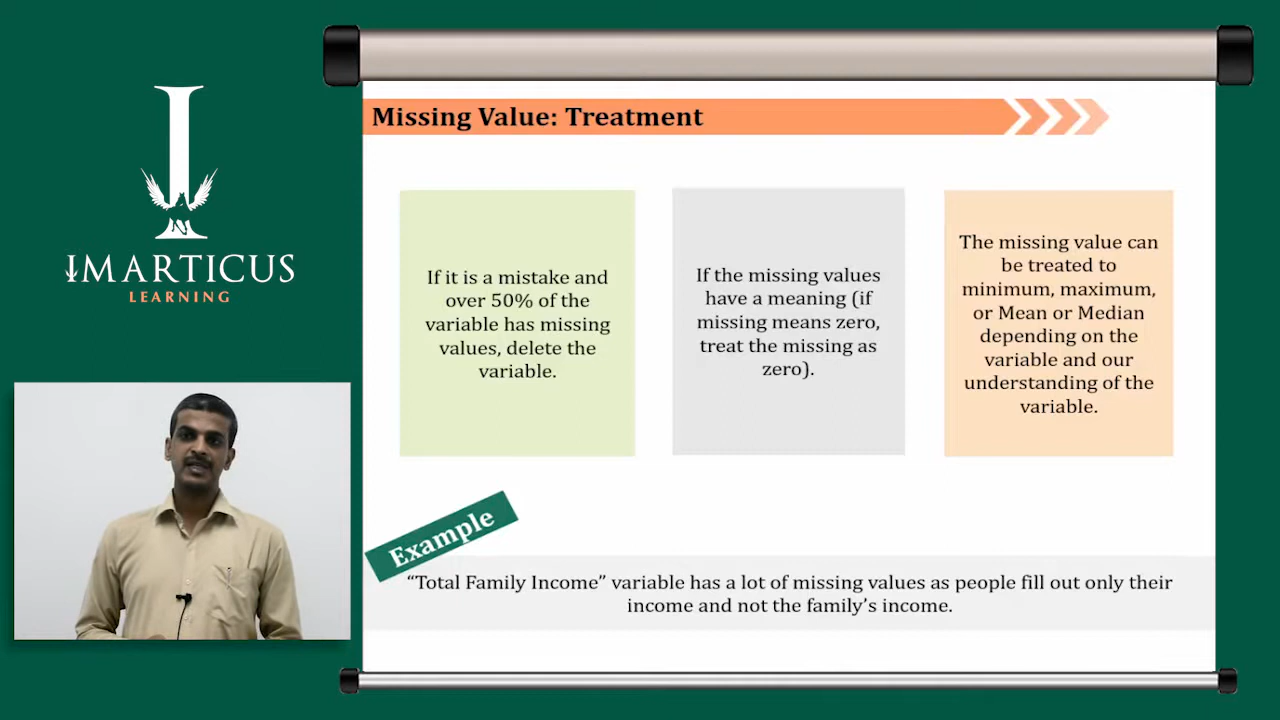 IMARTICUS
LEARNING
Missing Value: Treatment
If it is a mistake and
over 50% of the
variable has missing
values, delete the
variable.
If the missing values
have a meaning (if
missing means zero,
treat the missing as
zero).
The missing value can
be treated to
minimum, maximum,
or Mean or Median
depending on the
variable and our
understanding of the
variable.
Example
“Total Family Income” variable has a lot of missing values as people fill out only their
income and not the family’s income.